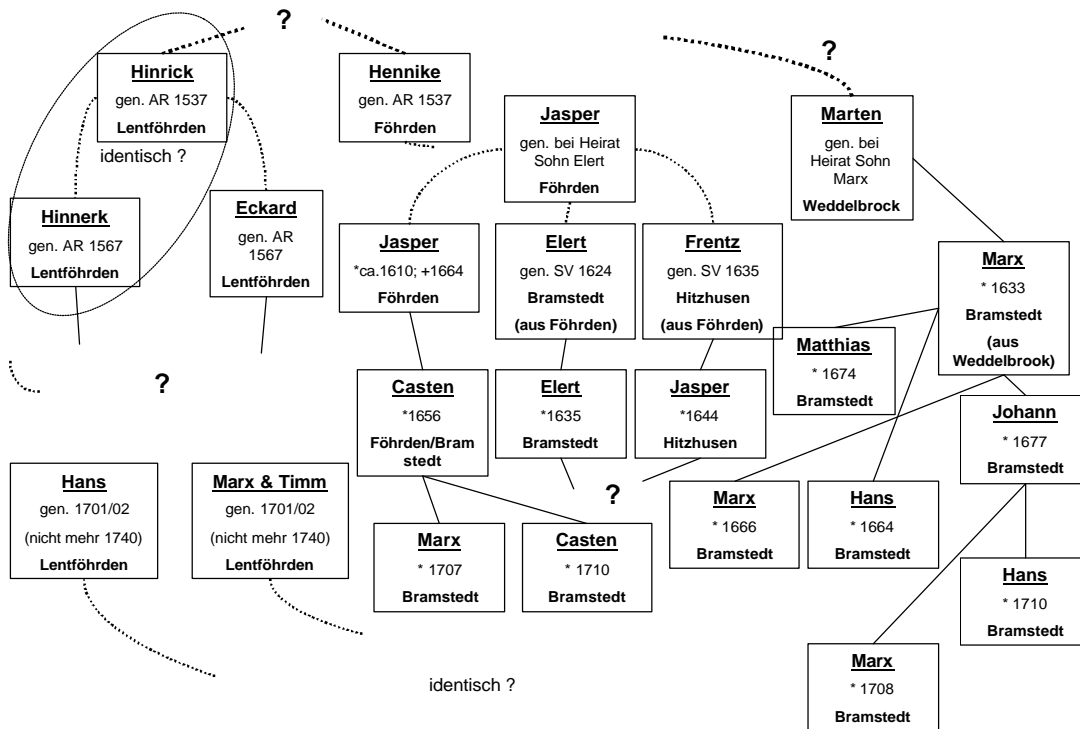 ?
?
Hinrick
gen. AR 1537
Lentföhrden
identisch ?
Hennike
gen. AR 1537
Föhrden
Jasper
gen. bei Heirat
Sohn Elert
Föhrden
Marten
gen. bei
Heirat Sohn
Marx
Weddelbrock
Hinnerk
gen. AR 1567
Lentföhrden
Eckard
gen. AR
1567
Lentföhrden
Jasper
*ca.1610; +1664
Föhrden
Elert
gen. SV 1624
Bramstedt
(aus Föhrden)
Frentz
gen. SV 1635
Hitzhusen
(aus Föhrden)
Marx
* 1633
Bramstedt
(aus
Weddelbrook)
Matthias
* 1674
Bramstedt
?
Casten
*1656
Föhrden/Bram
stedt
Elert
*1635
Bramstedt
Jasper
*1644
Hitzhusen
Johann
* 1677
Bramstedt
Hans
gen. 1701/02
(nicht mehr 1740)
Lentföhrden
Marx & Timm
gen. 1701/02
(nicht mehr 1740)
Lentföhrden
?
Marx
* 1666
Bramstedt
Hans
* 1664
Bramstedt
Marx
* 1707
Bramstedt
Casten
* 1710
Bramstedt
Hans
* 1710
Bramstedt
Marx
* 1708
Bramstedt
identisch ?